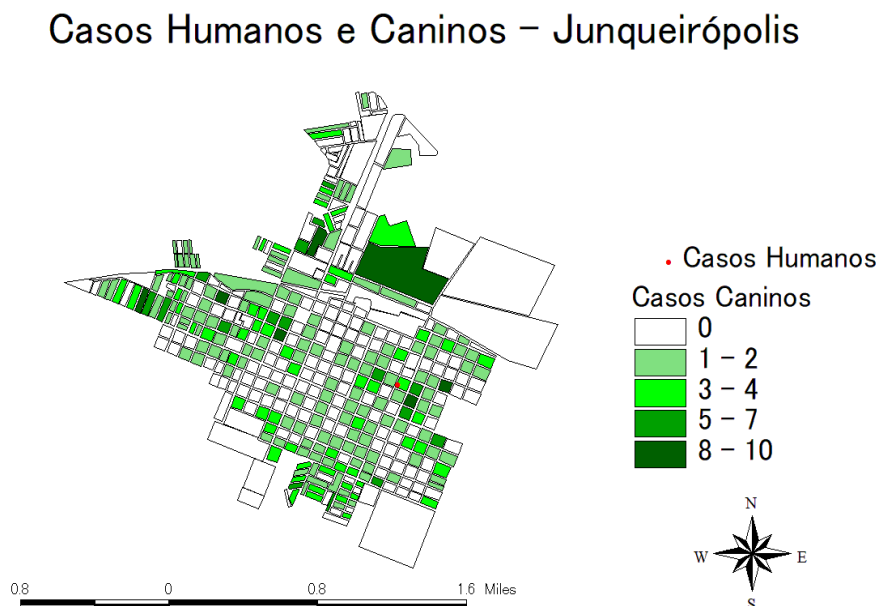 Casos Humanos e Caninos - Junqueirópolis
Casos Humanos
Casos Caninos
0
1 - 2
3 - 4
5 - 7
8 - 10
N
W E
S
0.8 0 0.8 1.6 Miles